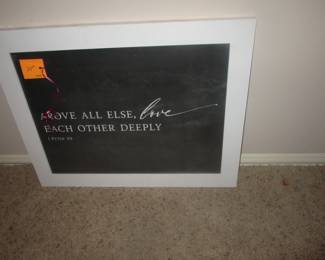 ABOVE ALL ELSE, love
EACH OTHER DEEPLY